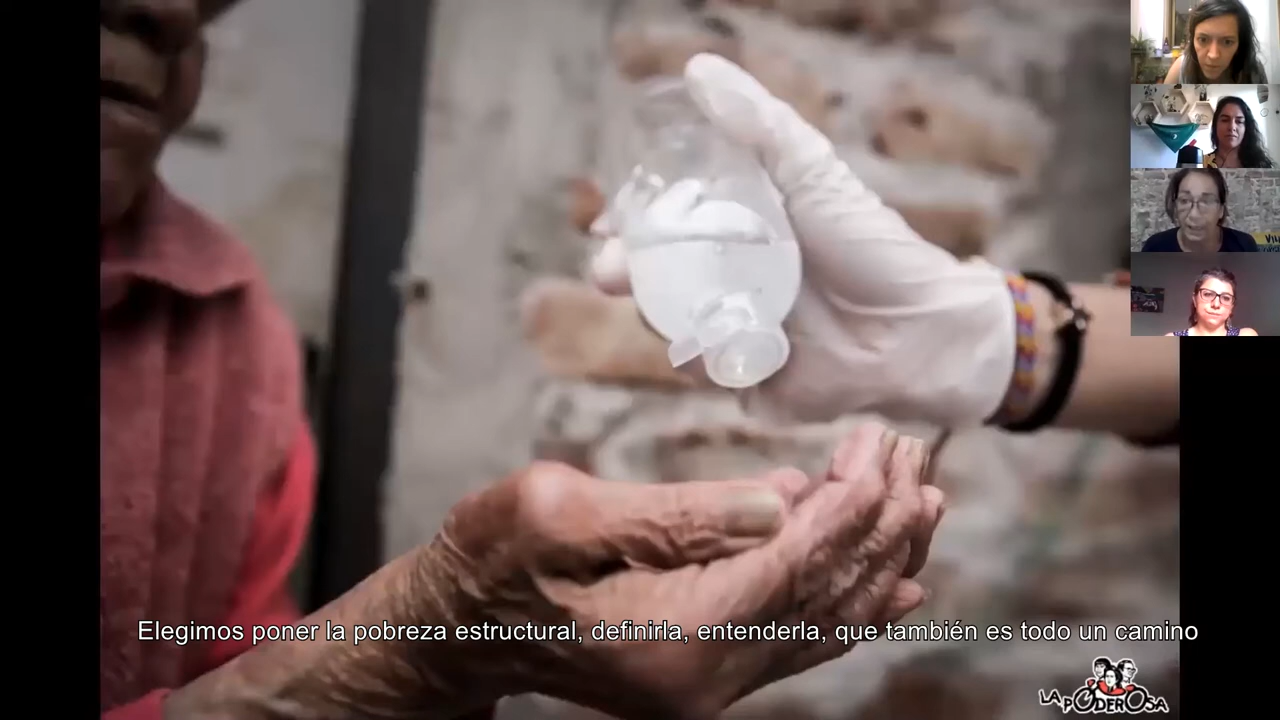 Elegimos poner la pobreza estructural, definirla, entenderla, que también es todo un camino
LA PODEROSA